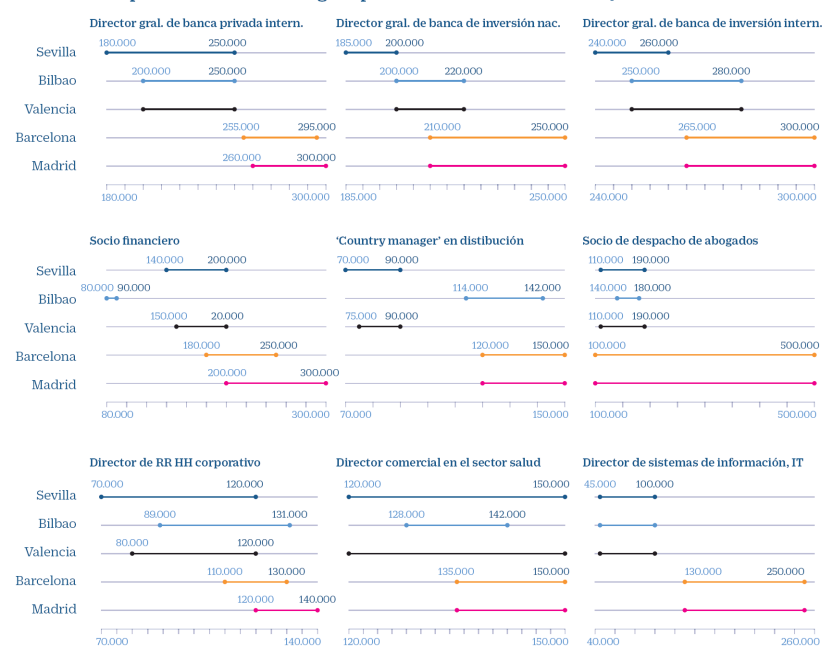 Director gral. de banca privada intern. Director gral. de banca de inversión nac. Director gral. de banca de inversión intern.
180.000 250.000 185.000 200.000 240.000 260.000
Sevilla
200.000 250.000 200.000 220.000 250.000 280.000
Bilbao
Valencia
255.000 295.000 210.000 250.000 265.000 300.000
Barcelona
260.000 300.000
Madrid
180.000 300.000 185.000 250.000 240.000 300.000
Socio financiero ‘Country manager’ en distibución Socio de despacho de abogados
140.000 200.000 70.000 90.000 110.000 190.000
Sevilla
80.000 90.000 114.000 142.000 140.000 180.000
Bilbao
150.000 20.000 75.000 90.000 110.000 190.000
Valencia
180.000 250.000 120.000 150.000 100.000 500.000
Barcelona
200.000 300.000
Madrid
80.000 300.000 70.000 150.000 100.000 500.000
Director de RR HH corporativo Director comercial en el sector salud Director de sistemas de información, IT
70.000 120.000 120.000 150.000 45.000 100.000
Sevilla
89.000 131.000 128.000 142.000
Bilbao
80.000 120.000
Valencia
110.000 130.000 135.000 150.000 130.000 250.000
Barcelona
120.000 140.000
Madrid
70.000 140.000 120.000 150.000 40.000 260.000